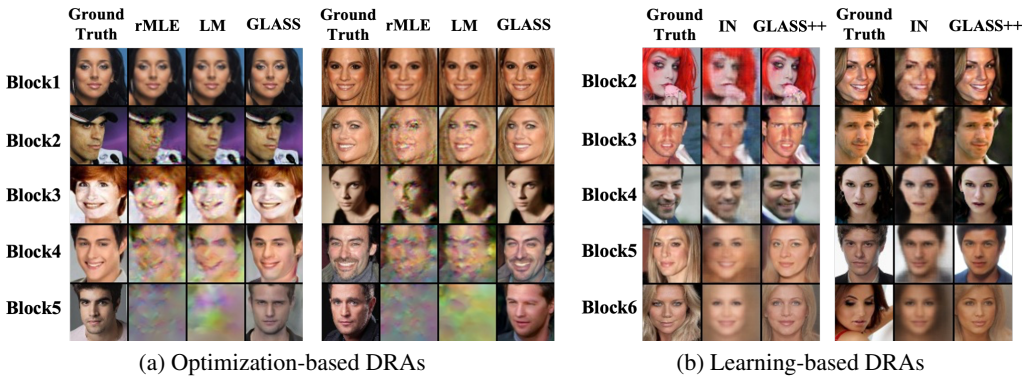 Ground Truth rMLE LM GLASS Ground Truth rMLE LM GLASS
Block1
Block2
Block3
Block4
Block5
(a) Optimization-based DRAs
Ground Truth IN GLASS++ Ground Truth IN GLASS++
Block2
Block3
Block4
Block5
Block6
(b) Learning-based DRAs